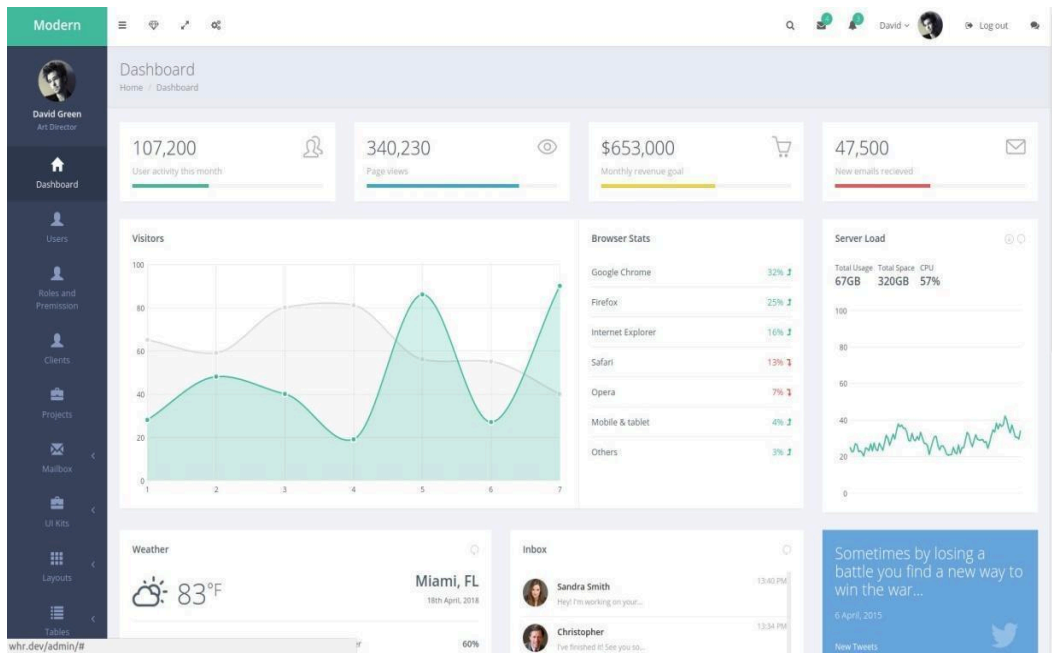 Modern
David
Log out
David Green
Art Director
Dashboard
Users
Roles and
Premission
Clients
Projects
Mailbox
UI Kits
Layouts
Tables
whr.dev/admin/#
Dashboard
Home / Dashboard
107,200
User activity this month
340,230
Page views
$653,000
Monthly revenue goal
47,500
New emails recieved
Visitors
100
80
60
40
20
0
1 2 3 4 5 6 7
Browser Stats
Google Chrome 32%
Firefox 25%
Internet Explorer 16%
Safari 13%
Opera 7%
Mobile & tablet 4%
Others 3%
Server Load
Total Usage Total Space CPU
67GB 320GB 57%
100
80
60
40
20
0
Weather
83°F
Miami, FL
18th April, 2018
60%
Inbox
Sandra Smith 13:40 PM
Hey! I'm working on your...
Christopher 13:34 PM
I've finished it! See you so...
Sometimes by losing a
battle you find a new way to
win the war...
6 April, 2015
New Tweets